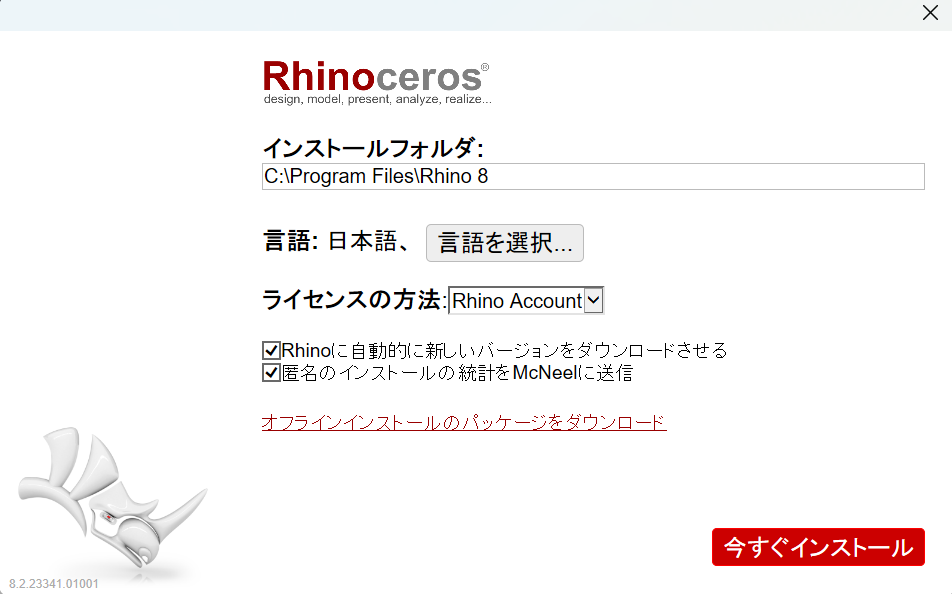 Rhinoceros®
design, model, present, analyze, realize...
インストールフォルダ:
C:\Program Files\Rhino 8
言語: 日本語、 言語を選択...
ライセンスの方法: Rhino Account
Rhinoに自動的に新しいバージョンをダウンロードさせる
匿名のインストールの統計をMcNeelに送信
オフラインインストールのパッケージをダウンロード
今すぐインストール
8.2.23341.01001